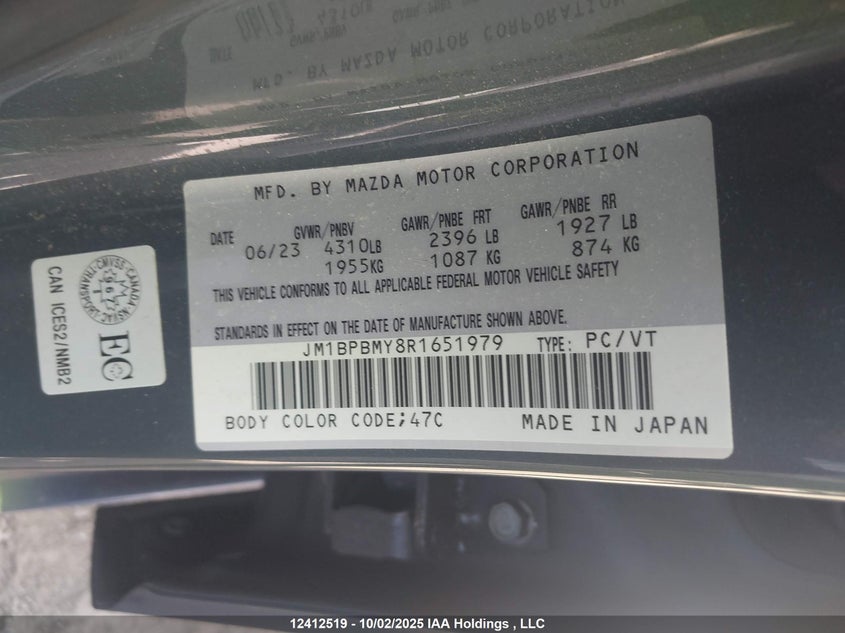 MFD. BY MAZDA MOTOR CORPORATION
DATE GVWR/PNBV GAWR/PNBE FRT GAWR/PNBE RR
06/23 4310LB 2396 LB 1927 LB
1955KG 1087 KG 874 KG
THIS VEHICLE CONFORMS TO ALL APPLICABLE FEDERAL MOTOR VEHICLE SAFETY
STANDARDS IN EFFECT ON THE DATE OF MANUFACTURE SHOWN ABOVE.
JM1BPBMY8R1651979 TYPE: PC/VT
BODY COLOR CODE;47C MADE IN JAPAN
CAN ICES2/NMB2
EC
12412519 - 10/02/2025 IAA Holdings , LLC